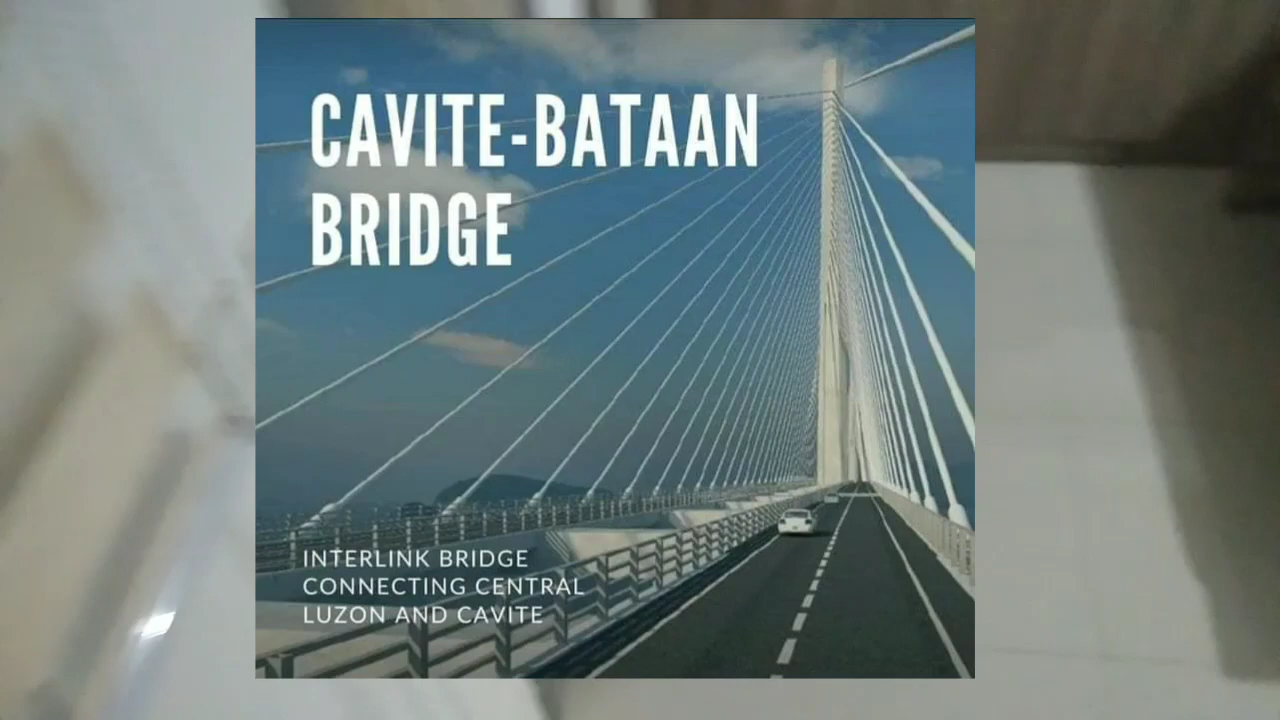 CAVITE-BATAAN
BRIDGE
INTERLINK BRIDGE
CONNECTING CENTRAL
LUZON AND CAVITE